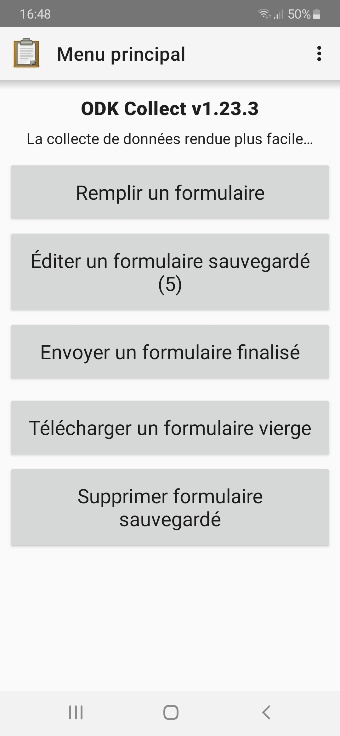 16:48
50%
Menu principal
ODK Collect v1.23.3
La collecte de données rendue plus facile...
Remplir un formulaire
Éditer un formulaire sauvegardé
(5)
Envoyer un formulaire finalisé
Télécharger un formulaire vierge
Supprimer formulaire
sauvegardé